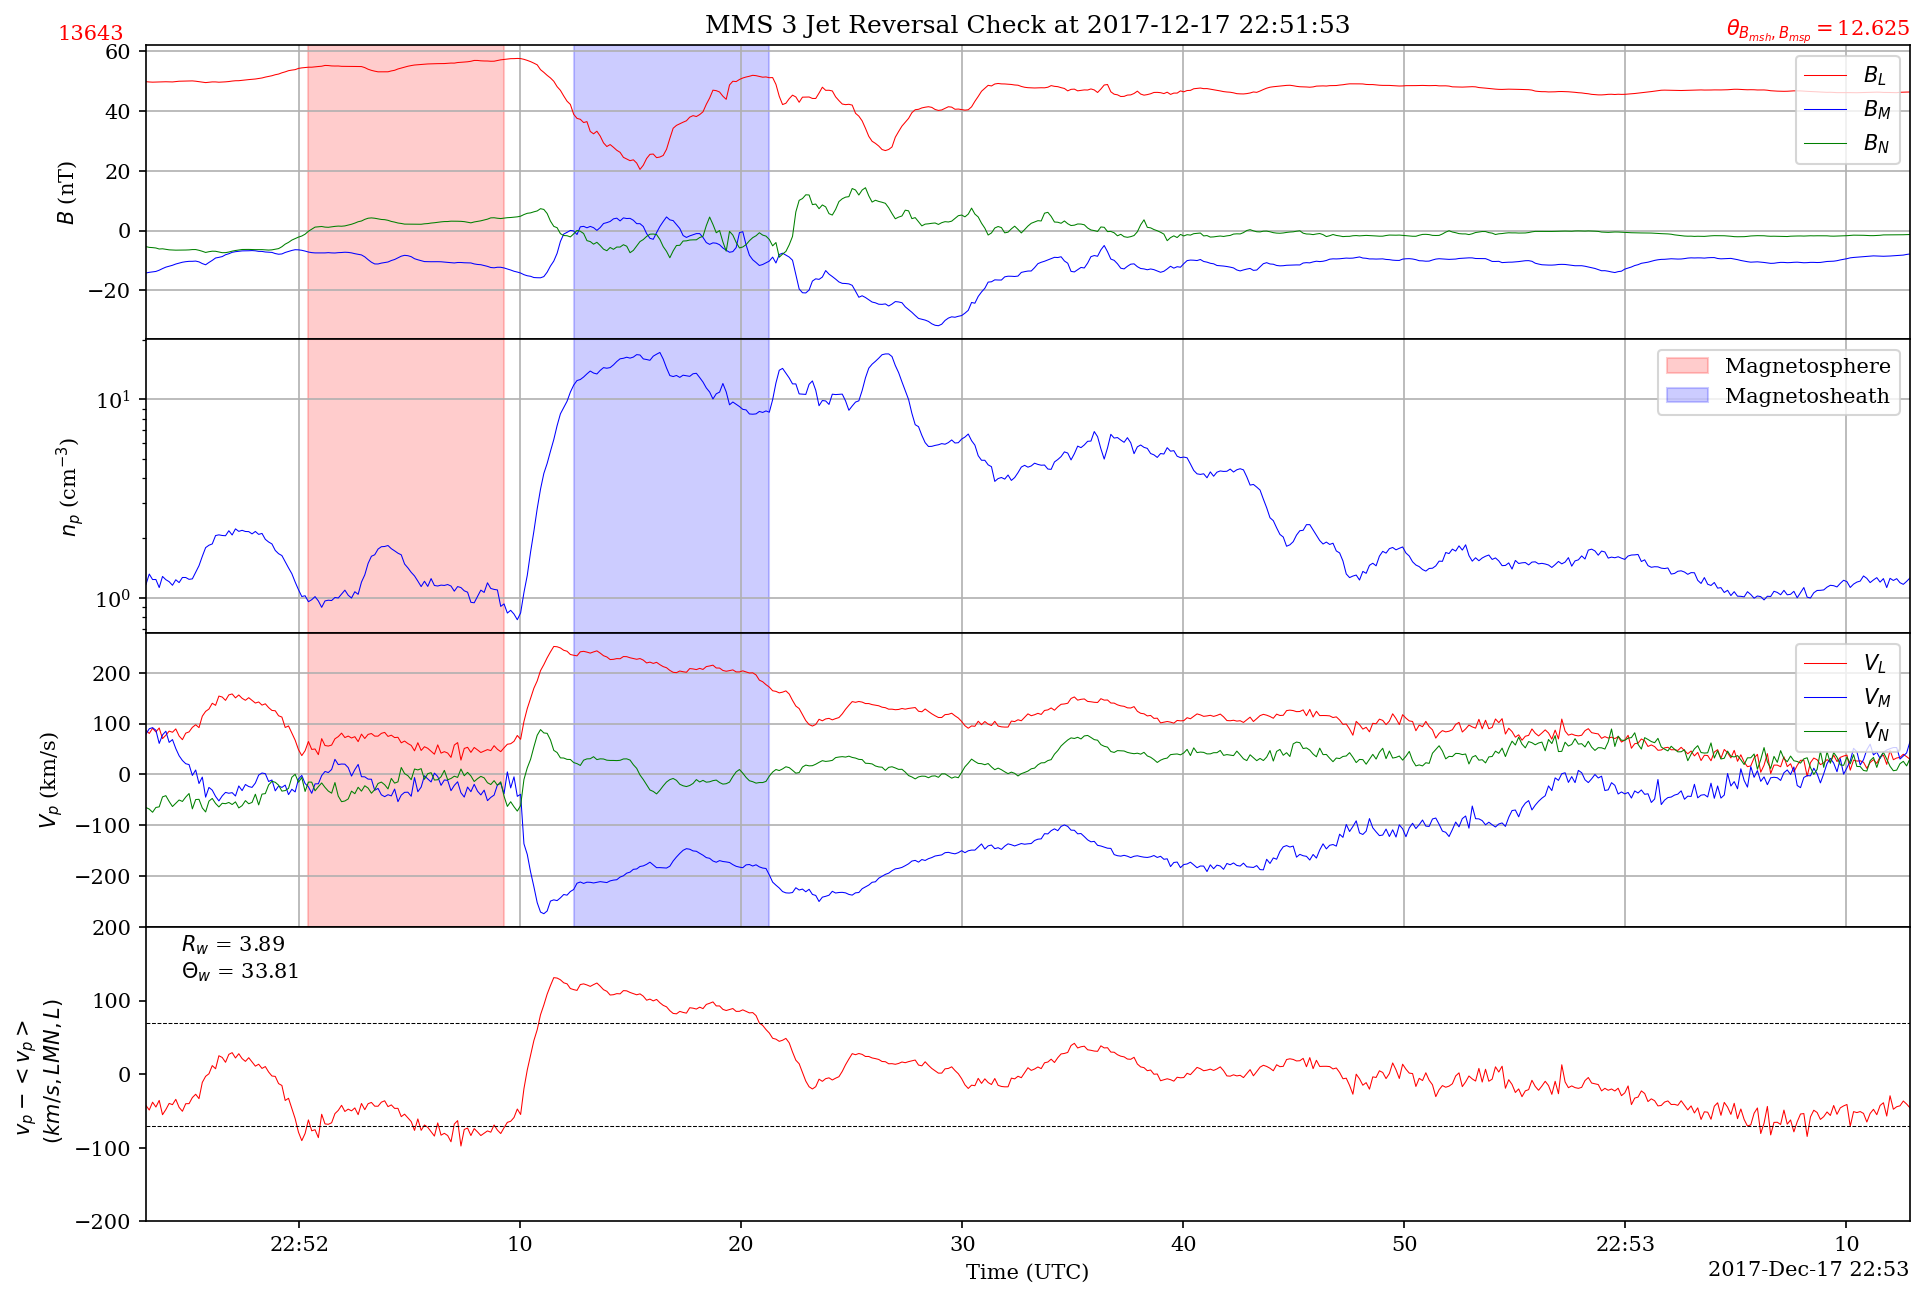 MMS 3 Jet Reversal Check at 2017-12-17 22:51:53
13643
θ_{B_{msh}, B_{msp}} = 12.625
60
40
20
0
−20
B (nT)
B_L
B_M
B_N
10^1
10^0
n_p (cm^{−3})
Magnetosphere
Magnetosheath
200
100
0
−100
−200
V_p (km/s)
V_L
V_M
V_N
200
100
0
−100
−200
v_p − < v_p >
(km/s, LMN, L)
R_w = 3.89
Θ_w = 33.81
22:52 10 20 30 40 50 22:53 10
Time (UTC)
2017-Dec-17 22:53